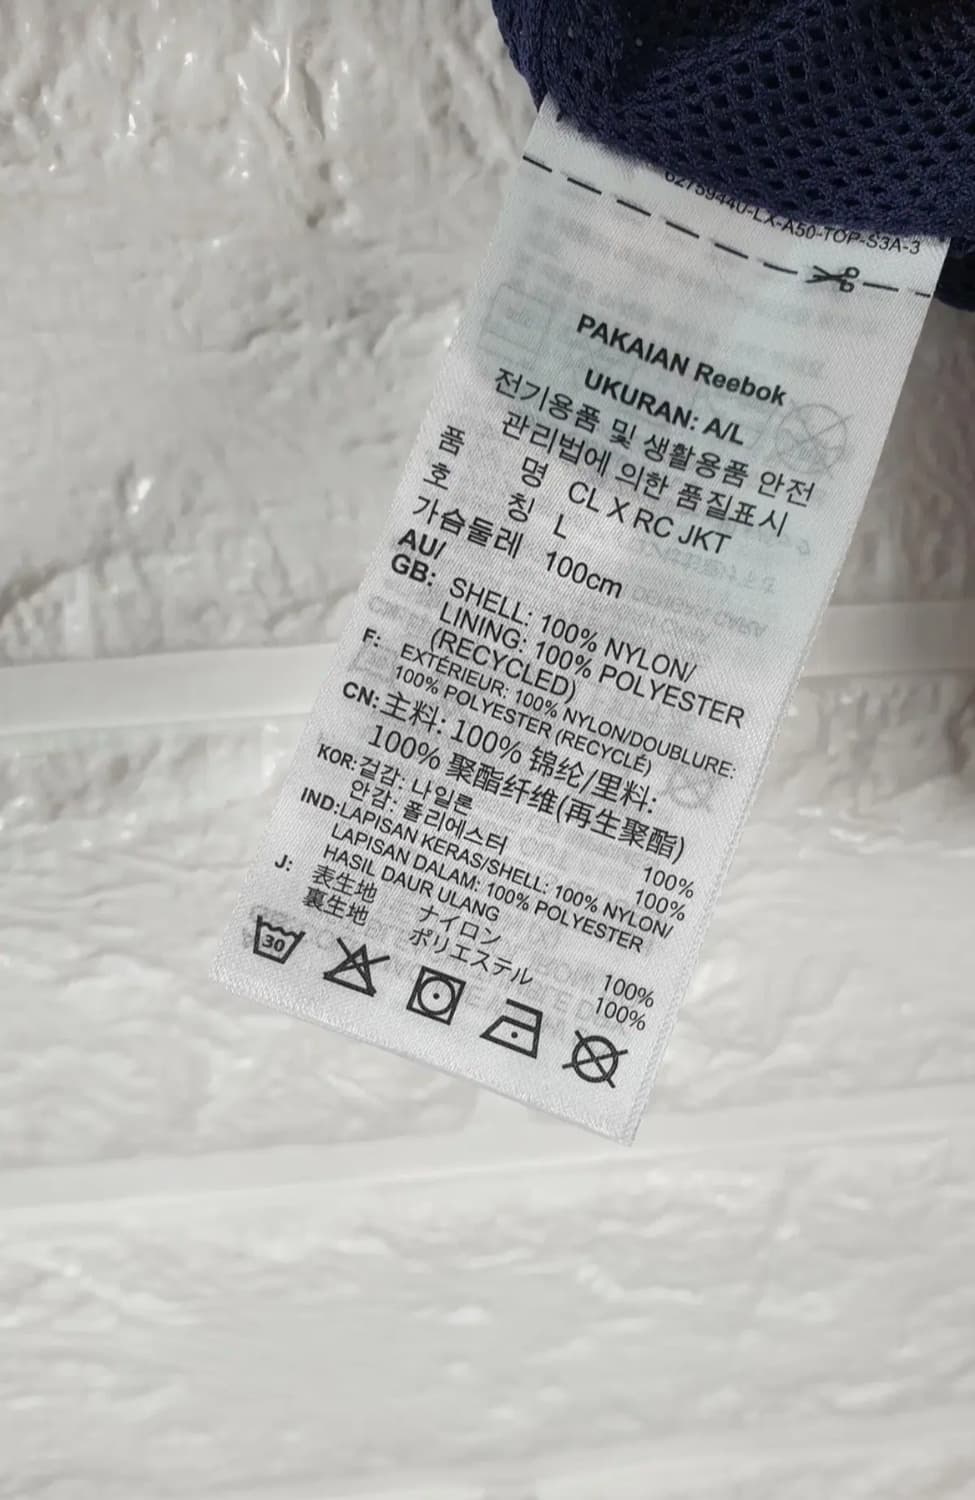 62759440-LX-A50-TOP-S3A-3
PAKAIAN Reebok
UKURAN: A/L
전기용품 및 생활용품 안전
관리법에 의한 품질표시
품 명 CL X RC JKT
호 칭 L
가슴둘레 100cm
AU/
GB: SHELL: 100% NYLON/
LINING: 100% POLYESTER
(RECYCLED)
F: EXTÉRIEUR: 100% NYLON/DOUBLURE:
100% POLYESTER (RECYCLÉ)
CN: 主料: 100% 锦纶/里料:
100% 聚酯纤维(再生聚酯)
KOR: 겉감: 나일론 100%
안감: 폴리에스터 100%
IND: LAPISAN KERAS/SHELL: 100% NYLON/
LAPISAN DALAM: 100% POLYESTER
HASIL DAUR ULANG
J: 表生地 ナイロン 100%
裏生地 ポリエステル 100%
30